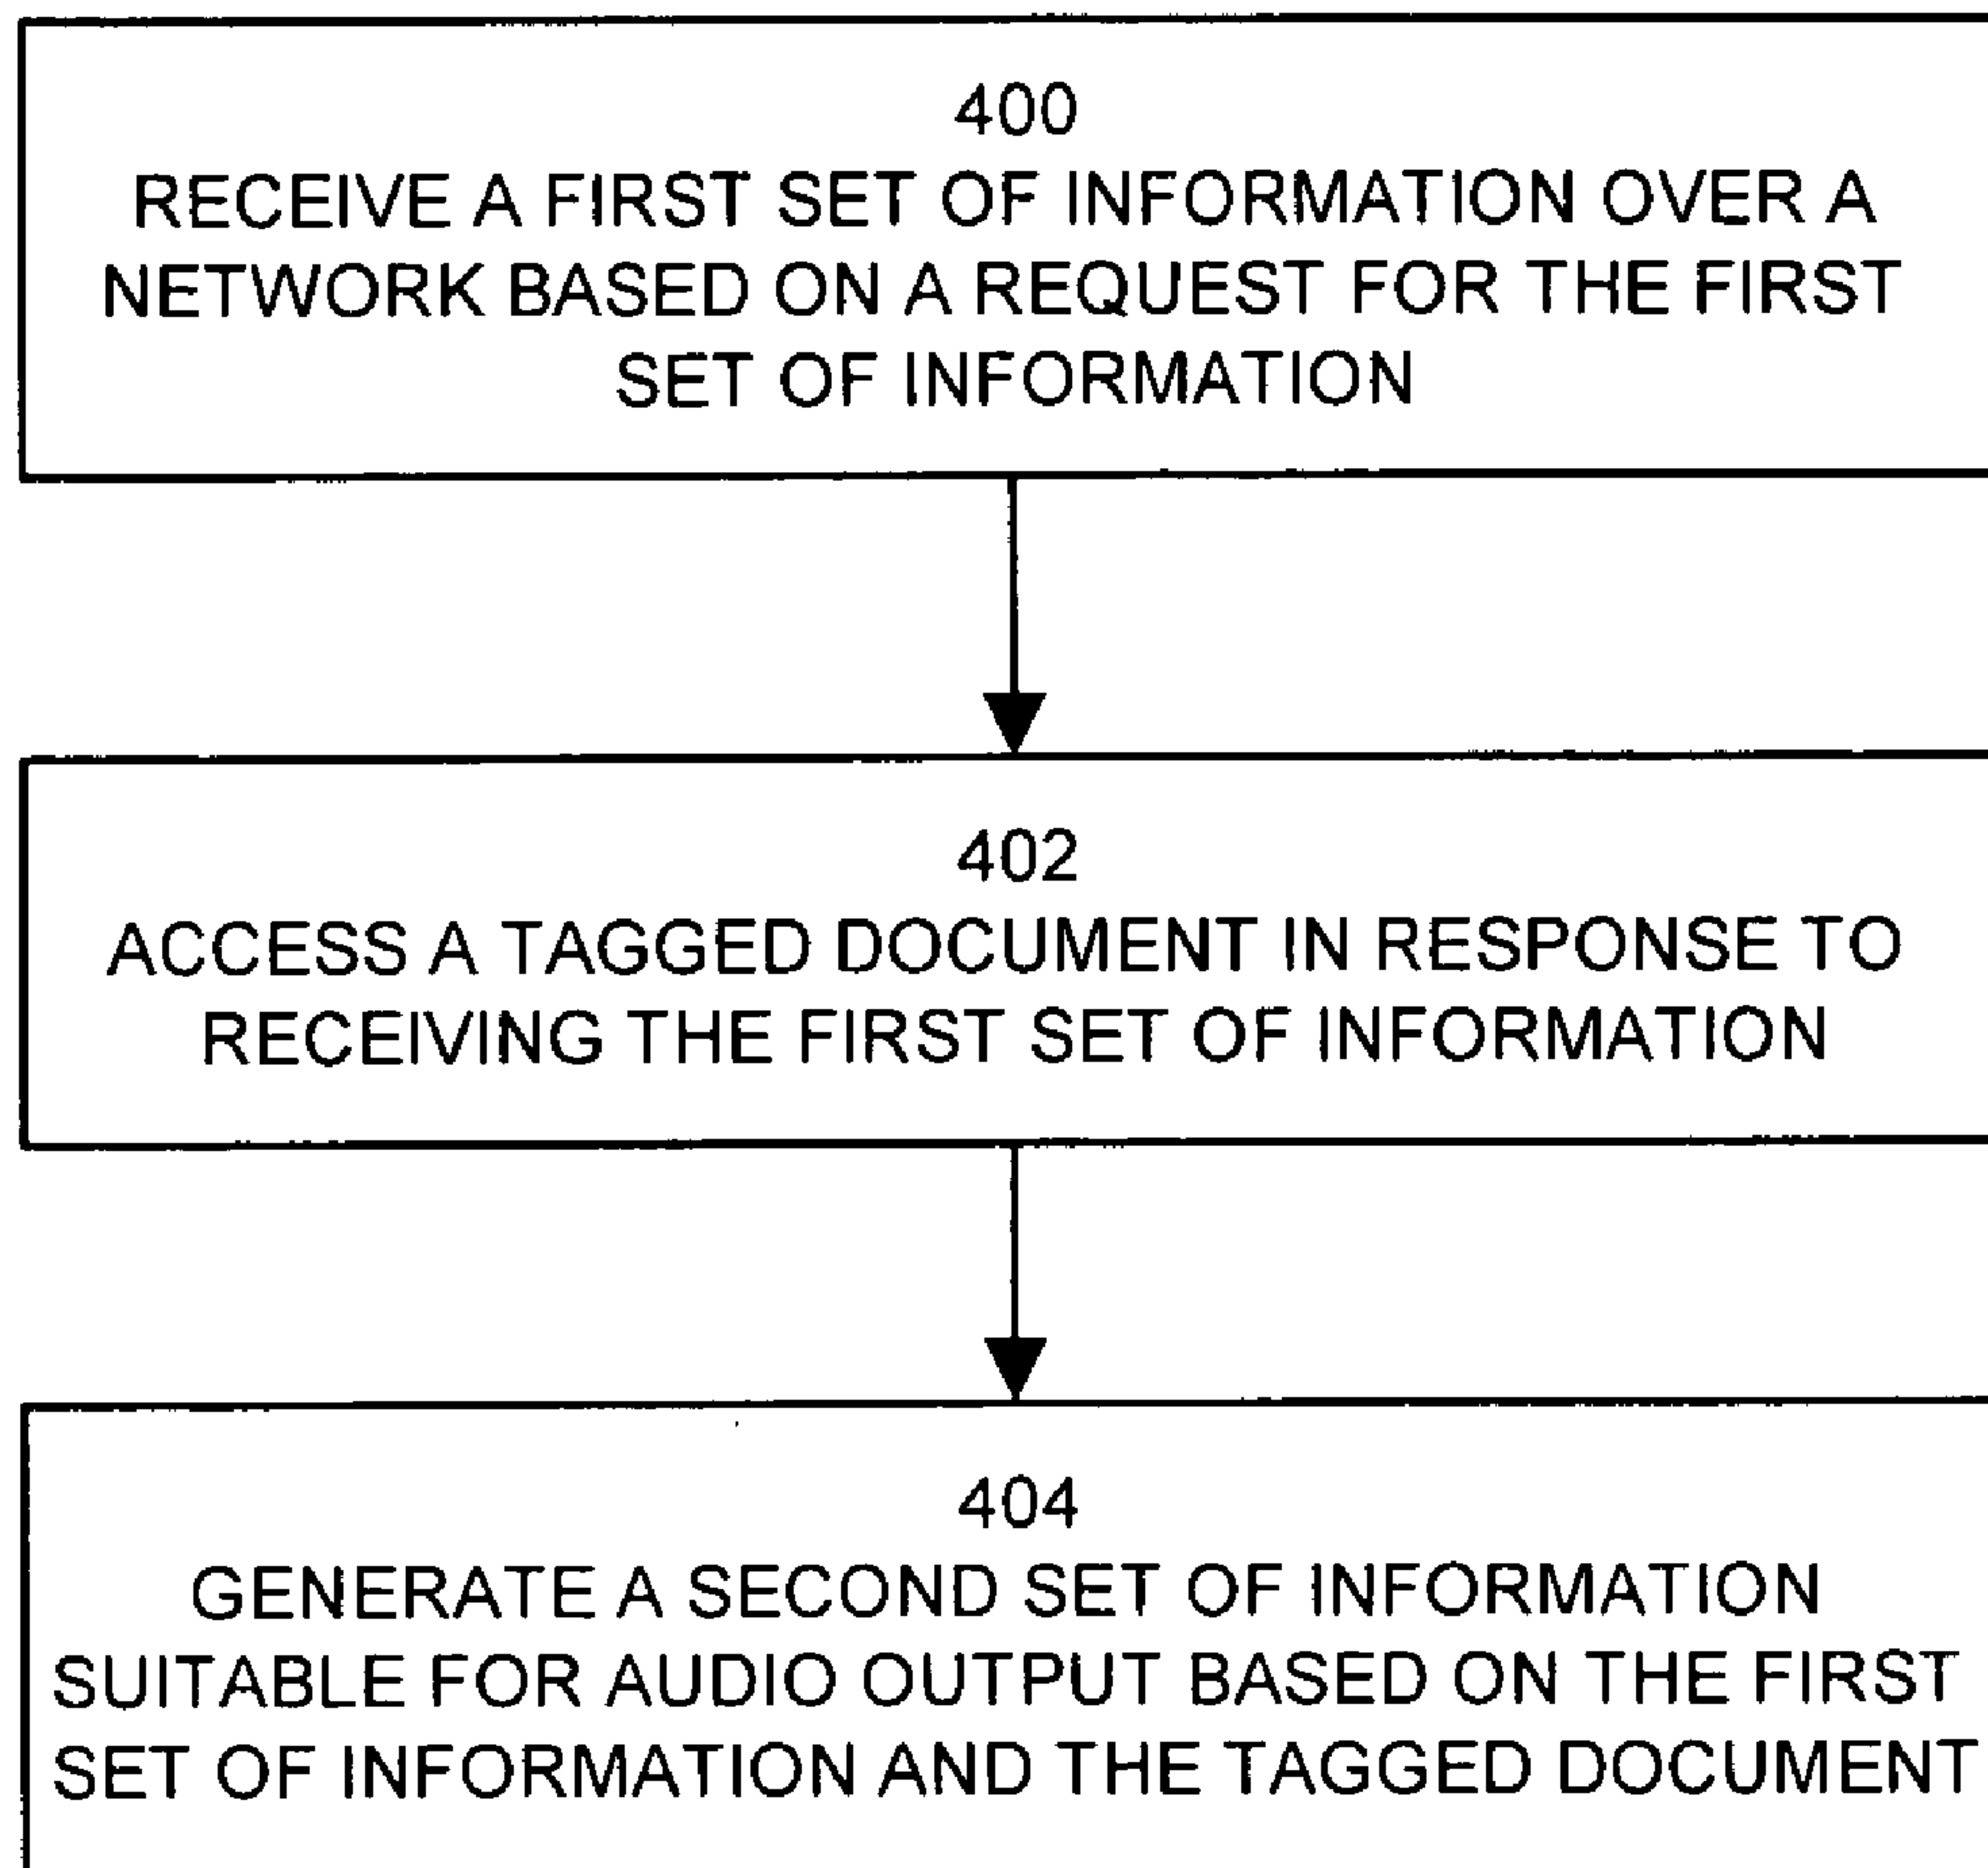 400
RECEIVE A FIRST SET OF INFORMATION OVER A
NETWORK BASED ON A REQUEST FOR THE FIRST
SET OF INFORMATION
402
ACCESS A TAGGED DOCUMENT IN RESPONSE TO
RECEIVING THE FIRST SET OF INFORMATION
404
GENERATE A SECOND SET OF INFORMATION
SUITABLE FOR AUDIO OUTPUT BASED ON THE FIRST
SET OF INFORMATION AND THE TAGGED DOCUMENT